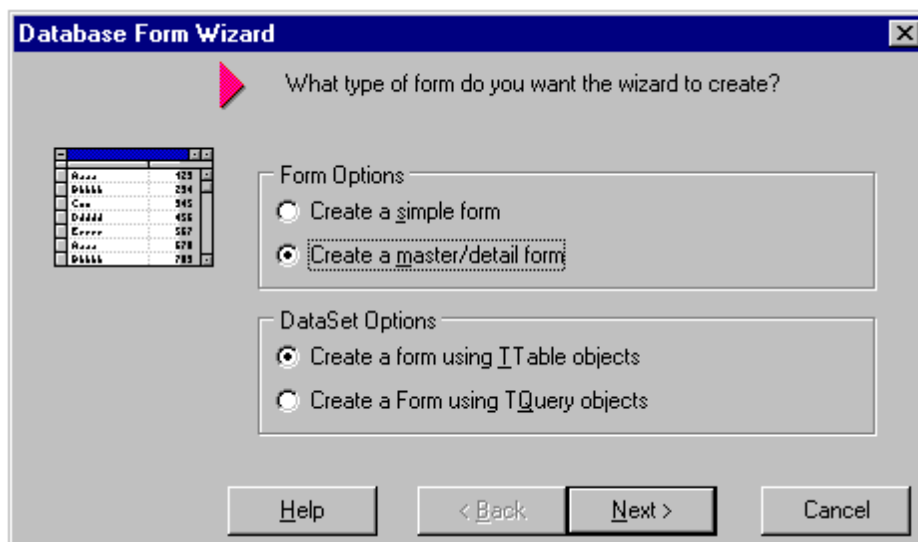 Database Form Wizard
What type of form do you want the wizard to create?
Form Options
Create a simple form
Create a master/detail form
DataSet Options
Create a form using TTable objects
Create a Form using TQuery objects
Help
< Back
Next >
Cancel